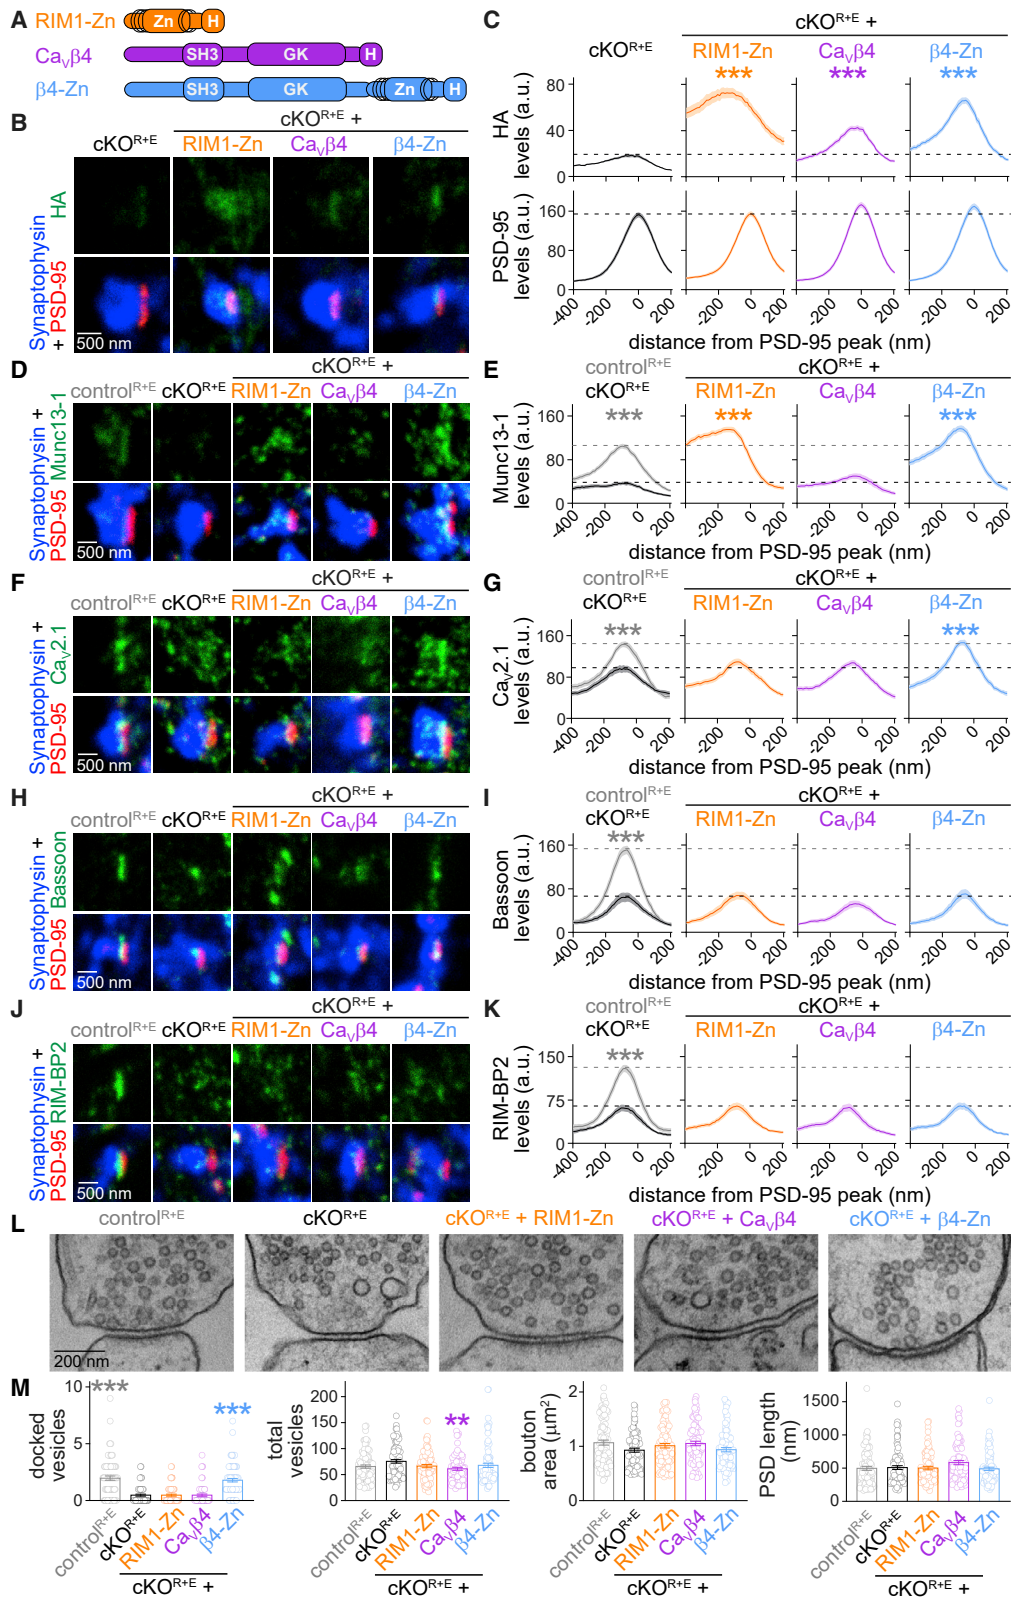 A
RIM1-Zn
Zn
H
CaVβ4
SH3
GK
H
β4-Zn
SH3
GK
Zn
H
B
cKOR+E
cKOR+E +
RIM1-Zn
CaVβ4
β4-Zn
Synaptophysin
+ PSD-95
HA
500 nm
C
cKOR+E
cKOR+E +
RIM1-Zn
CaVβ4
β4-Zn
HA
levels (a.u.)
80
40
0
***
***
***
PSD-95
levels (a.u.)
160
80
0
-400
-200
0
200
-200
0
200
-200
0
200
-200
0
200
distance from PSD-95 peak (nm)
D
cKOR+E +
controlR+E
cKOR+E
RIM1-Zn
CaVβ4
β4-Zn
Synaptophysin +
PSD-95
Munc13-1
500 nm
E
controlR+E
cKOR+E
cKOR+E +
RIM1-Zn
CaVβ4
β4-Zn
Munc13-1
levels (a.u.)
160
80
0
***
***
***
-400
-200
0
200
-200
0
200
-200
0
200
-200
0
200
distance from PSD-95 peak (nm)
F
cKOR+E +
controlR+E
cKOR+E
RIM1-Zn
CaVβ4
β4-Zn
Synaptophysin +
PSD-95
CaV2.1
500 nm
G
controlR+E
cKOR+E
cKOR+E +
RIM1-Zn
CaVβ4
β4-Zn
CaV2.1
levels (a.u.)
160
80
0
***
***
-400
-200
0
200
-200
0
200
-200
0
200
-200
0
200
distance from PSD-95 peak (nm)
H
cKOR+E +
controlR+E
cKOR+E
RIM1-Zn
CaVβ4
β4-Zn
Synaptophysin +
PSD-95
Bassoon
500 nm
I
controlR+E
cKOR+E
cKOR+E +
RIM1-Zn
CaVβ4
β4-Zn
Bassoon
levels (a.u.)
160
80
0
***
-400
-200
0
200
-200
0
200
-200
0
200
-200
0
200
distance from PSD-95 peak (nm)
J
cKOR+E +
controlR+E
cKOR+E
RIM1-Zn
CaVβ4
β4-Zn
Synaptophysin +
PSD-95
RIM-BP2
500 nm
K
controlR+E
cKOR+E
cKOR+E +
RIM1-Zn
CaVβ4
β4-Zn
RIM-BP2
levels (a.u.)
150
75
0
***
-400
-200
0
200
-200
0
200
-200
0
200
-200
0
200
distance from PSD-95 peak (nm)
L
controlR+E
cKOR+E
cKOR+E + RIM1-Zn
cKOR+E + CaVβ4
cKOR+E + β4-Zn
200 nm
M
docked
vesicles
10
5
0
***
***
controlR+E
cKOR+E
RIM1-Zn
CaVβ4
β4-Zn
cKOR+E +
total
vesicles
200
150
100
50
0
**
controlR+E
cKOR+E
RIM1-Zn
CaVβ4
β4-Zn
cKOR+E +
bouton
area (μm2)
2
1
0
controlR+E
cKOR+E
RIM1-Zn
CaVβ4
β4-Zn
cKOR+E +
PSD length
(nm)
1500
1000
500
0
controlR+E
cKOR+E
RIM1-Zn
CaVβ4
β4-Zn
cKOR+E +